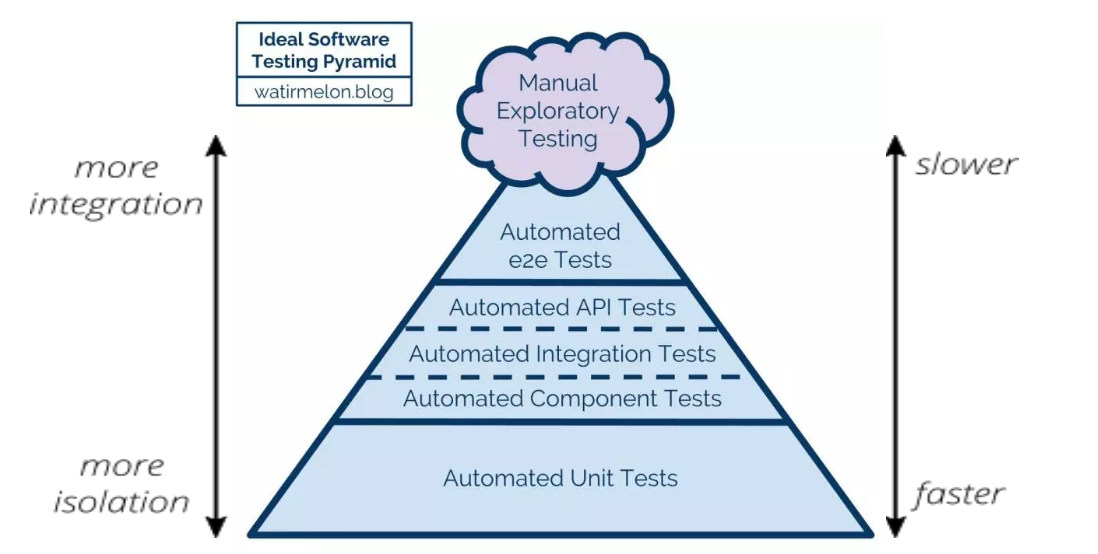 Ideal Software
Testing Pyramid
watirmelon.blog
Manual
Exploratory
Testing
more
integration
slower
Automated
e2e Tests
Automated API Tests
Automated Integration Tests
Automated Component Tests
more
isolation
Automated Unit Tests
faster